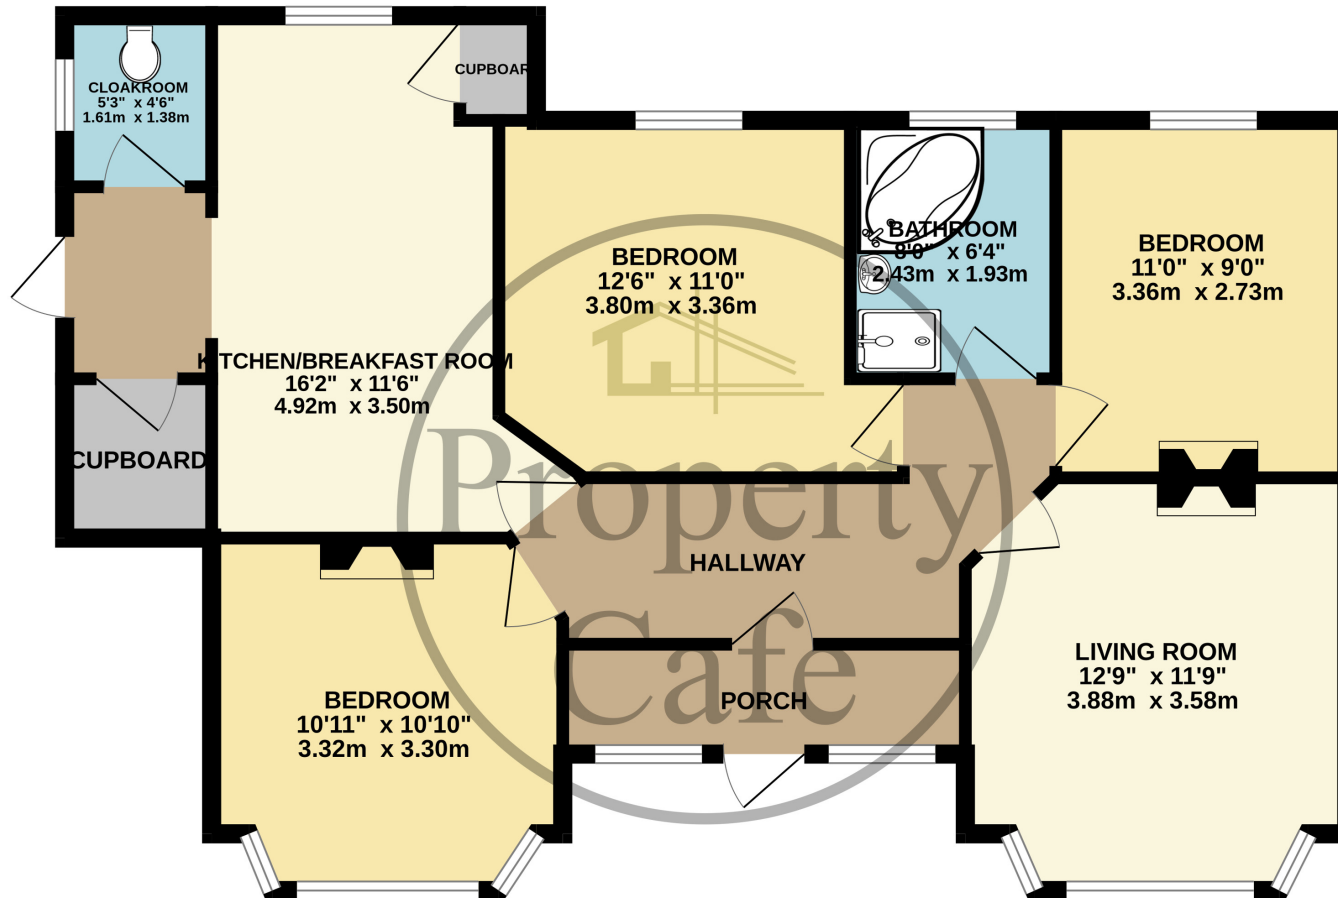 CLOAKROOM
5'3" x 4'6"
1.61m x 1.38m
CUPBOAR
BEDROOM
12'6" x 11'0"
3.80m x 3.36m
BATHROOM
8'0" x 6'4"
2.43m x 1.93m
BEDROOM
11'0" x 9'0"
3.36m x 2.73m
KITCHEN/BREAKFAST ROOM
16'2" x 11'6"
4.92m x 3.50m
CUPBOARD
Property
Cafe
HALLWAY
PORCH
BEDROOM
10'11" x 10'10"
3.32m x 3.30m
LIVING ROOM
12'9" x 11'9"
3.88m x 3.58m